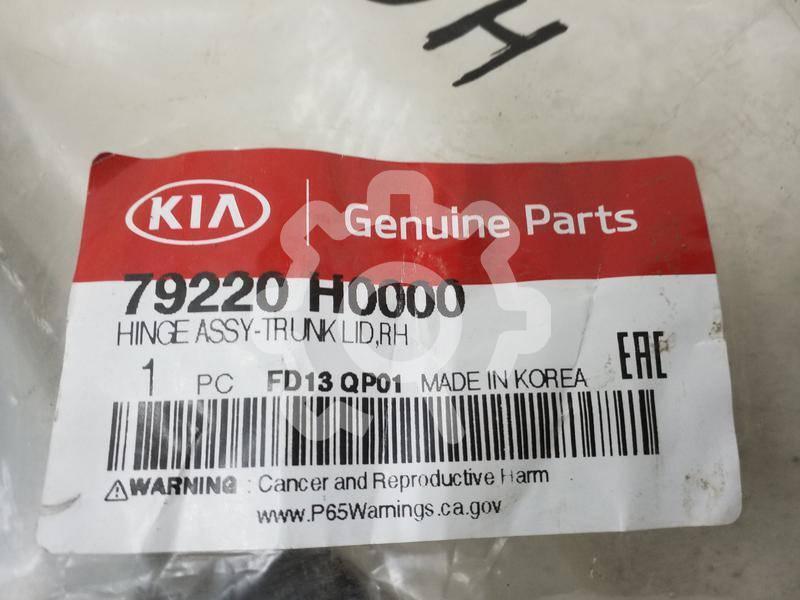 KIA Genuine Parts
79220 H0000
HINGE ASSY-TRUNK LID,RH
1 PC FD13 QP01 MADE IN KOREA EAC
WARNING : Cancer and Reproductive Harm
www.P65Warnings.ca.gov